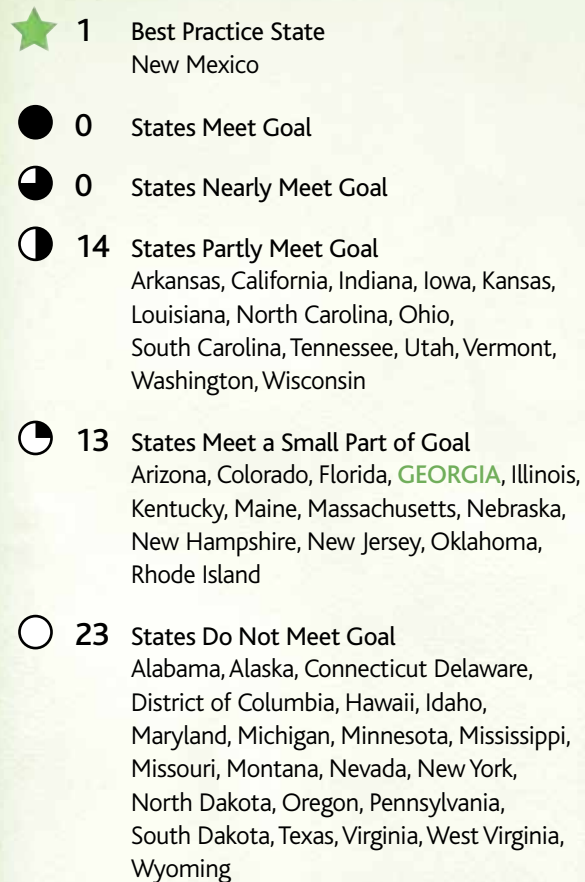 1 Best Practice State
New Mexico
0 States Meet Goal
0 States Nearly Meet Goal
14 States Partly Meet Goal
Arkansas, California, Indiana, Iowa, Kansas,
Louisiana, North Carolina, Ohio,
South Carolina, Tennessee, Utah, Vermont,
Washington, Wisconsin
13 States Meet a Small Part of Goal
Arizona, Colorado, Florida, GEORGIA, Illinois,
Kentucky, Maine, Massachusetts, Nebraska,
New Hampshire, New Jersey, Oklahoma,
Rhode Island
23 States Do Not Meet Goal
Alabama, Alaska, Connecticut Delaware,
District of Columbia, Hawaii, Idaho,
Maryland, Michigan, Minnesota, Mississippi,
Missouri, Montana, Nevada, New York,
North Dakota, Oregon, Pennsylvania,
South Dakota, Texas, Virginia, West Virginia,
Wyoming